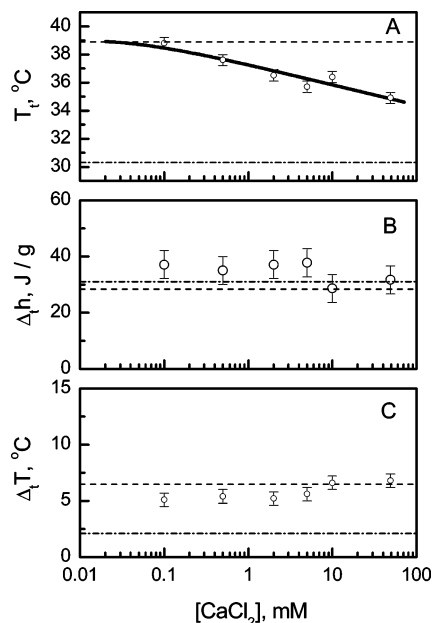 A
40
38
36
34
32
30
T_t, °C
B
60
40
20
0
Δ_t h, J / g
C
15
10
5
0
Δ_t T, °C
0.01 0.1 1 10 100
[CaCl₂], mM